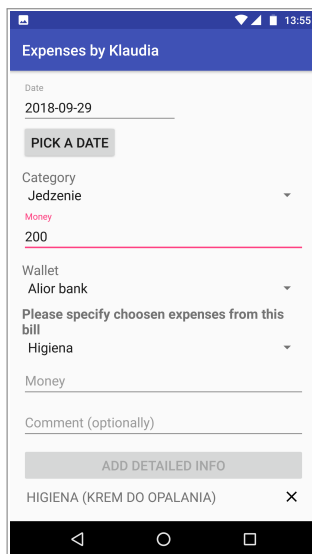 13:55
Expenses by Klaudia
Date
2018-09-29
PICK A DATE
Category
Jedzenie
Money
200
Wallet
Alior bank
Please specify choosen expenses from this
bill
Higiena
Money
Comment (optionally)
ADD DETAILED INFO
HIGIENA (KREM DO OPALANIA)